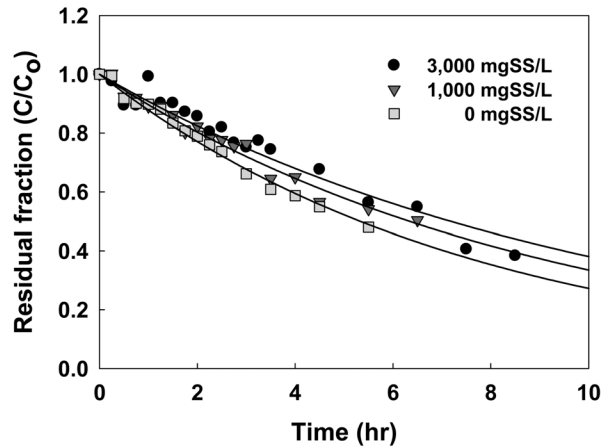 Residual fraction (C/Co)
1.2
1.0
0.8
0.6
0.4
0.2
0.0
3,000 mgSS/L
1,000 mgSS/L
0 mgSS/L
0 2 4 6 8 10
Time (hr)